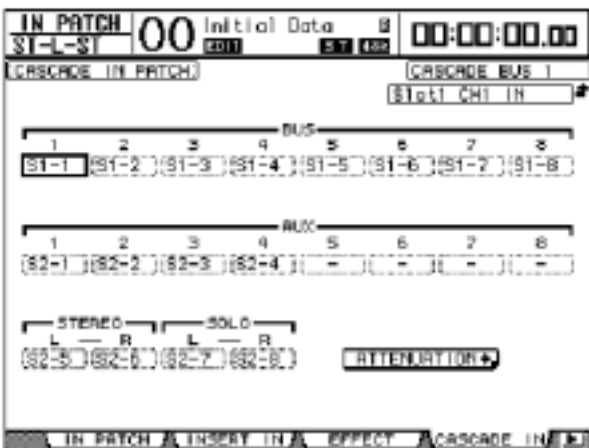 IN PATCH 00 Initial Data 00:00:00.00
ST-L-ST EDIT ST 48k
CASCADE IN PATCH CASCADE BUS 1
Slot1 CH1 IN
BUS
1 2 3 4 5 6 7 8
S1-1 S1-2 S1-3 S1-4 S1-5 S1-6 S1-7 S1-8
AUX
1 2 3 4 5 6 7 8
S2-1 S2-2 S2-3 S2-4 - - - -
STEREO SOLO
L — R L — R
S2-5 S2-6 S2-7 S2-8 ATTENUATION
IN PATCH INSERT IN EFFECT CASCADE IN